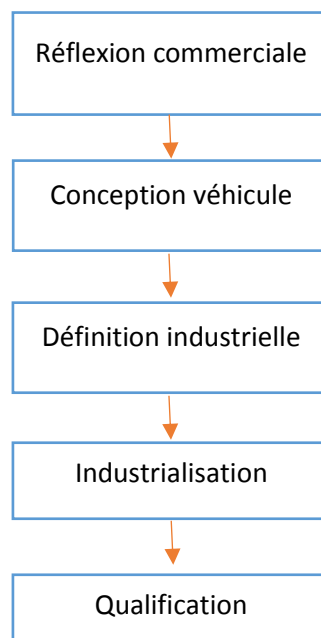 Réflexion commerciale
Conception véhicule
Définition industrielle
Industrialisation
Qualification